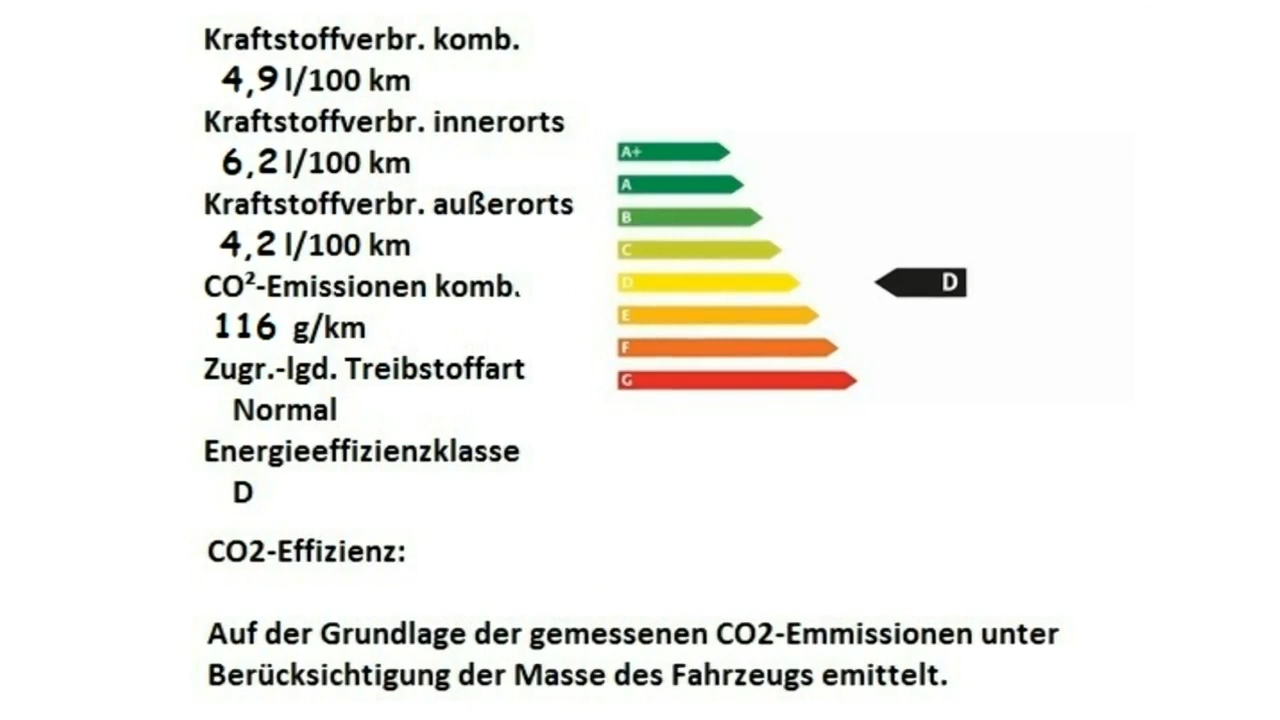 Kraftstoffverbr. komb.
4,9 l/100 km
Kraftstoffverbr. innerorts
6,2 l/100 km
Kraftstoffverbr. außerorts
4,2 l/100 km
CO²-Emissionen komb.
116 g/km
Zugr.-lgd. Treibstoffart
Normal
Energieeffizienzklasse
D
A+
A
B
C
D
E
F
G
D
CO2-Effizienz:
Auf der Grundlage der gemessenen CO2-Emmissionen unter
Berücksichtigung der Masse des Fahrzeugs emittelt.